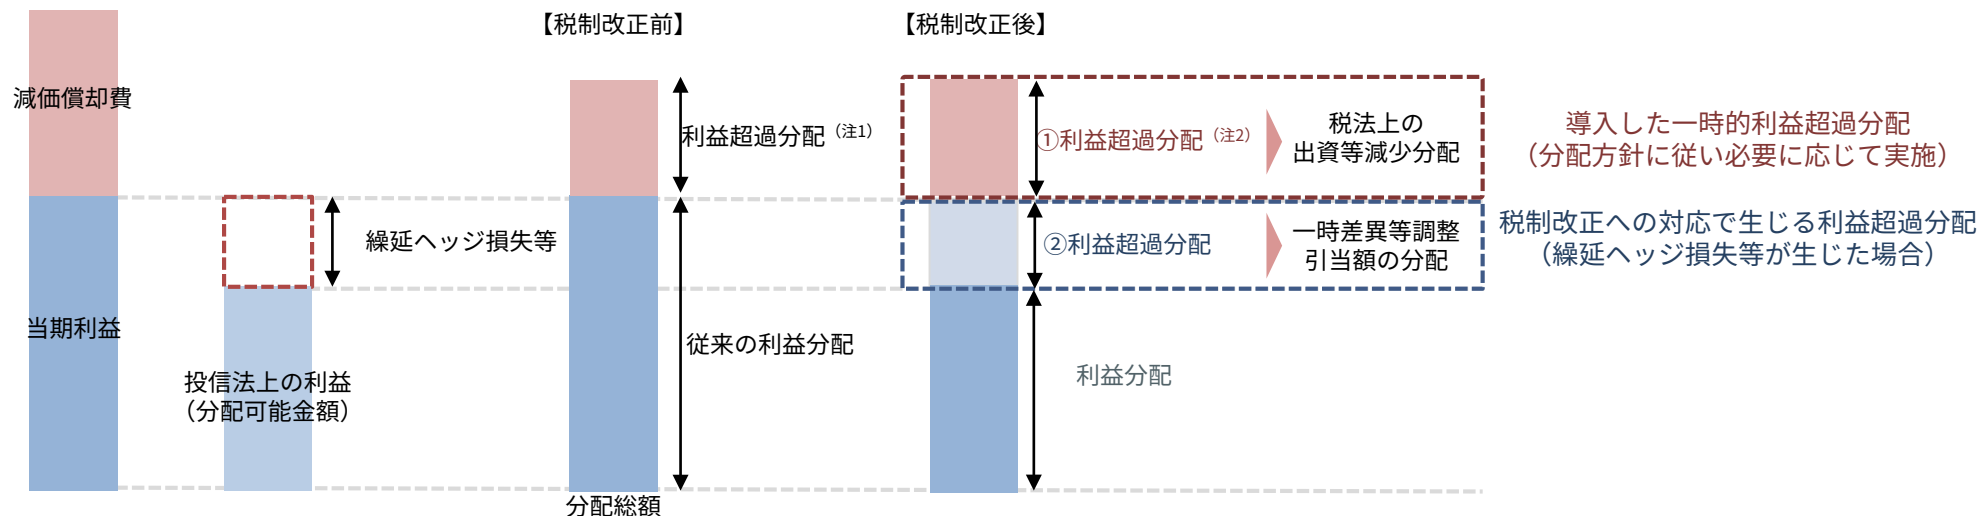 【税制改正前】
【税制改正後】
減価償却費
利益超過分配（注1）
①利益超過分配（注2）
税法上の
出資等減少分配
導入した一時的利益超過分配
（分配方針に従い必要に応じて実施）
繰延ヘッジ損失等
②利益超過分配
一時差異等調整
引当額の分配
税制改正への対応で生じる利益超過分配
（繰延ヘッジ損失等が生じた場合）
当期利益
投信法上の利益
（分配可能金額）
従来の利益分配
利益分配
分配総額